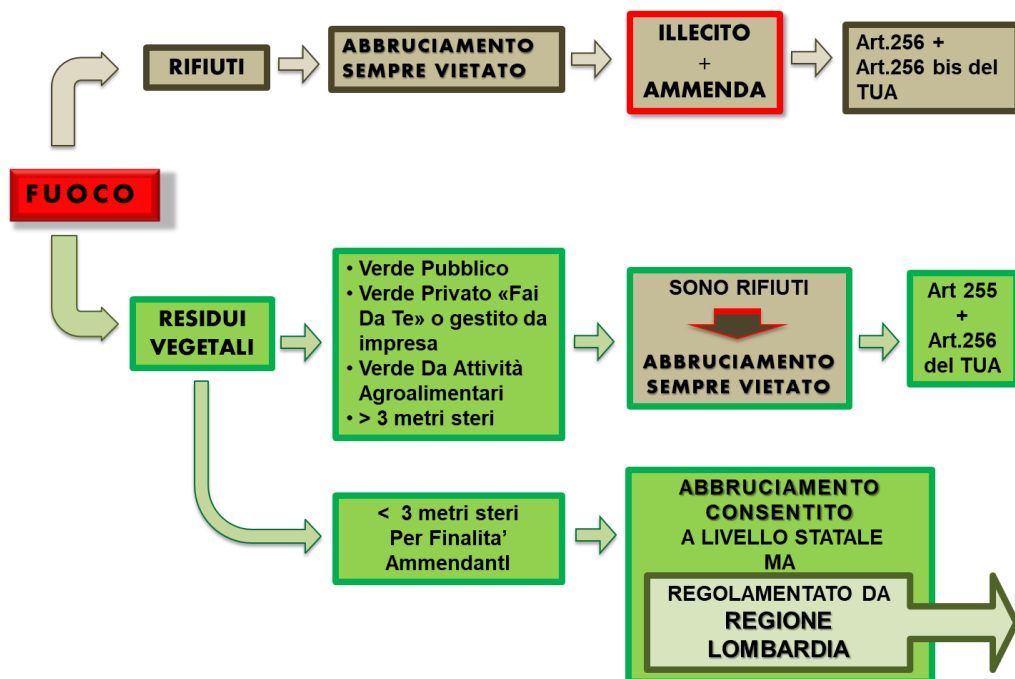 RIFIUTI
ABBRUCIAMENTO
SEMPRE VIETATO
ILLECITO
+
AMMENDA
Art.256 +
Art.256 bis del
TUA
FUOCO
RESIDUI
VEGETALI
• Verde Pubblico
• Verde Privato «Fai
Da Te» o gestito da
impresa
• Verde Da Attività
Agroalimentari
• > 3 metri steri
SONO RIFIUTI
ABBRUCIAMENTO
SEMPRE VIETATO
Art 255
+
Art.256
del TUA
< 3 metri steri
Per Finalita’
AmmendantI
ABBRUCIAMENTO
CONSENTITO
A LIVELLO STATALE
MA
REGOLAMENTATO DA
REGIONE
LOMBARDIA